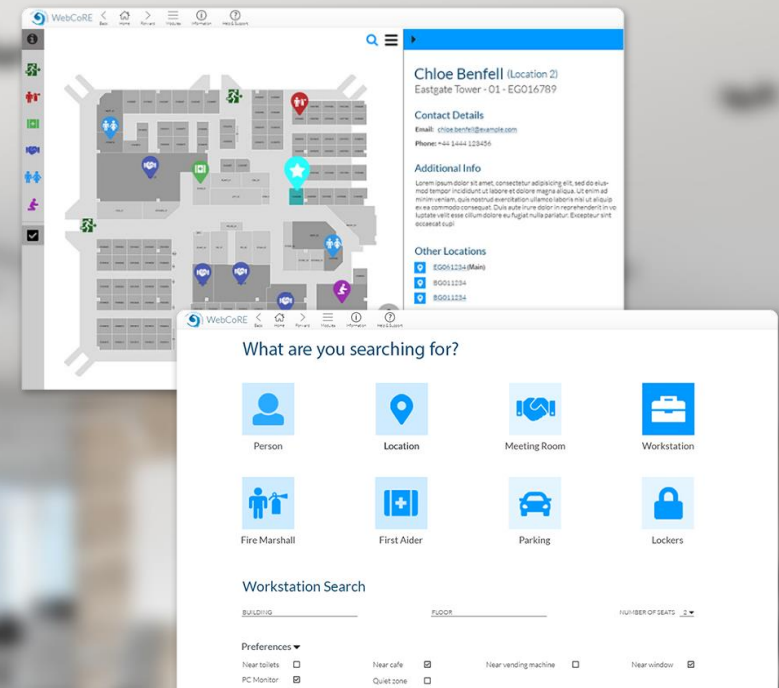 WebCoRE
Back
Home
Forward
Modules
Information
Help & Support
Chloe Benfell (Location 2)
Eastgate Tower - 01 - EG016789
Contact Details
Email: chloe.benfell@example.com
Phone: +44 1444 123456
Additional Info
Lorem ipsum dolor sit amet, consectetur adipisicing elit, sed do eius-
mod tempor incididunt ut labore et dolore magna aliqua. Ut enim ad
minim veniam, quis nostrud exercitation ullamco laboris nisi ut aliquip
ex ea commodo consequat. Duis aute irure dolor in reprehenderit in vo
luptate velit esse cillum dolore eu fugiat nulla pariatur. Excepteur sint
occaecat cupi
Other Locations
EG061234 (Main)
BG011234
BG011234
WebCoRE
Back
Home
Forward
Modules
Information
Help & Support
What are you searching for?
Person
Location
Meeting Room
Workstation
Fire Marshall
First Aider
Parking
Lockers
Workstation Search
BUILDING
FLOOR
NUMBER OF SEATS 2
Preferences
Near toilets
Near cafe
Near vending machine
Near window
PC Monitor
Quiet zone